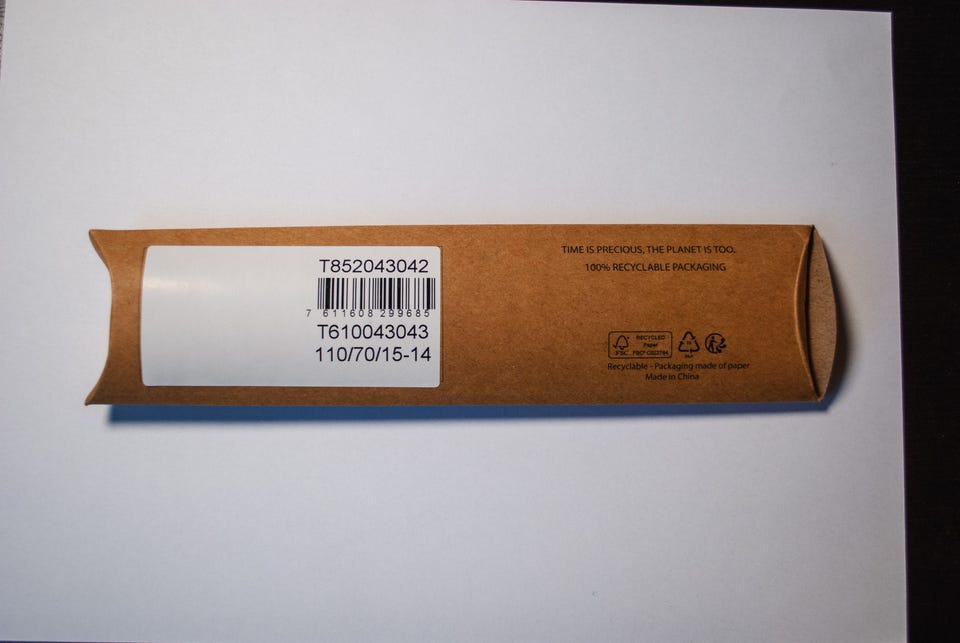 T852043042
7 611608 299685
T610043043
110/70/15-14
TIME IS PRECIOUS, THE PLANET IS TOO.
100% RECYCLABLE PACKAGING
FSC
RECYCLED
Paper
Recyclable - Packaging made of paper
Made in China